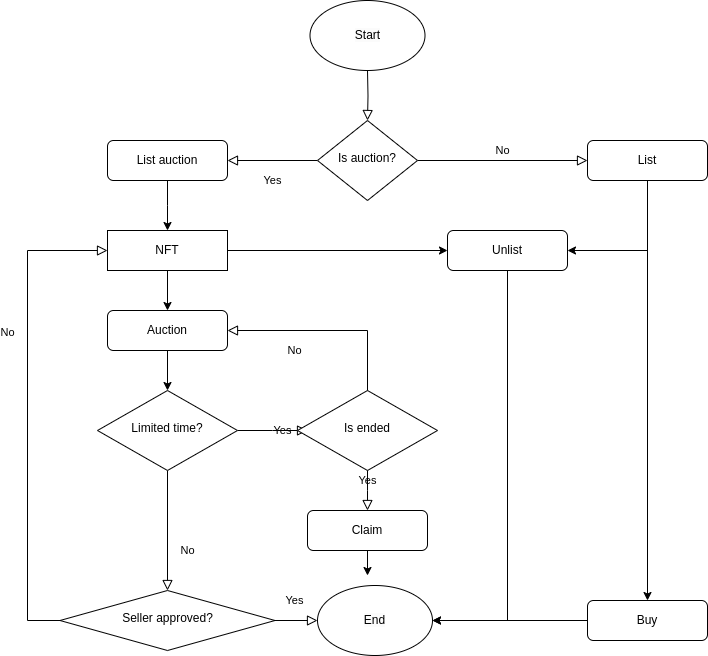 Start
Is auction?
List auction
List
No
Yes
NFT
Unlist
Auction
No
No
Limited time?
Yes
Is ended
Yes
Claim
No
Yes
Seller approved?
End
Buy